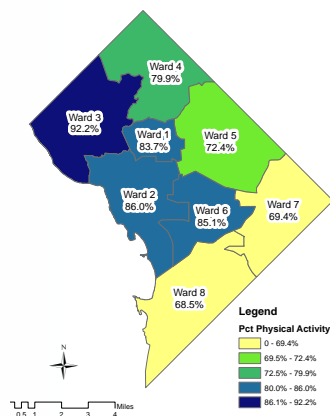 Ward 4
79.9%
Ward 3
92.2%
Ward 1
83.7%
Ward 5
72.4%
Ward 2
86.0%
Ward 6
85.1%
Ward 7
69.4%
Ward 8
68.5%
Legend
Pct Physical Activity
0 - 69.4%
69.5% - 72.4%
72.5% - 79.9%
80.0% - 86.0%
86.1% - 92.2%
N
0 0.5 1 2 3 4
Miles